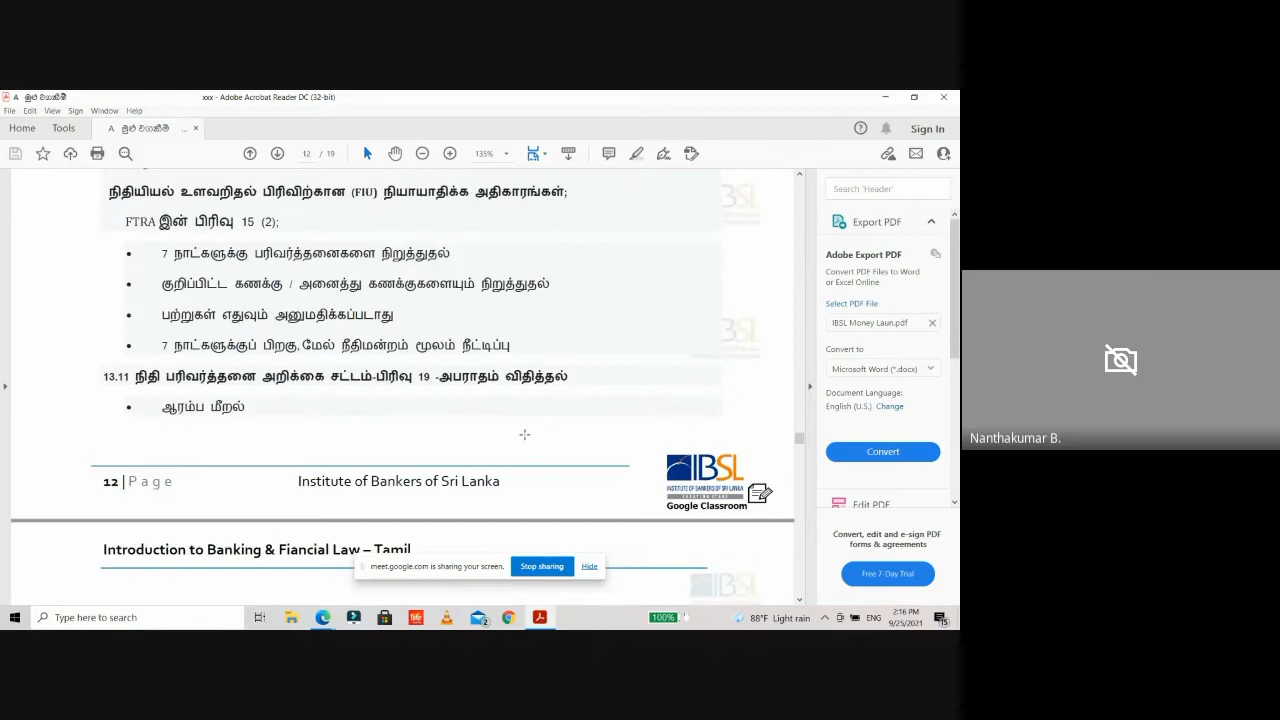 xxx - Adobe Acrobat Reader DC (32-bit)
File Edit View Sign Window Help
Home Tools A ... × Sign In
12 / 19 135%
நிதியியல் உளவறிதல் பிரிவிற்கான (FIU) நியாயாதிக்க அதிகாரங்கள்;
FTRA இன் பிரிவு 15 (2);
• 7 நாட்களுக்கு பரிவர்த்தனைகளை நிறுத்துதல்
• குறிப்பிட்ட கணக்கு / அனைத்து கணக்குகளையும் நிறுத்துதல்
• பற்றுகள் எதுவும் அனுமதிக்கப்படாது
• 7 நாட்களுக்குப் பிறகு, மேல் நீதிமன்றம் மூலம் நீட்டிப்பு
13.11 நிதி பரிவர்த்தனை அறிக்கை சட்டம்-பிரிவு 19 -அபராதம் விதித்தல்
• ஆரம்ப மீறல்
12 | P a g e Institute of Bankers of Sri Lanka
IBSL
INSTITUTE OF BANKERS OF SRI LANKA
Google Classroom
Introduction to Banking & Fiancial Law – Tamil
meet.google.com is sharing your screen. Stop sharing Hide
Search 'Header'
Export PDF
Adobe Export PDF
Convert PDF Files to Word
or Excel Online
Select PDF File
IBSL Money Laun.pdf
Convert to
Microsoft Word (*.docx)
Document Language:
English (U.S.) Change
Convert
Edit PDF
Convert, edit and e-sign PDF
forms & agreements
Free 7-Day Trial
Type here to search
100% 88°F Light rain ENG 2:16 PM
9/25/2021
Nanthakumar B.